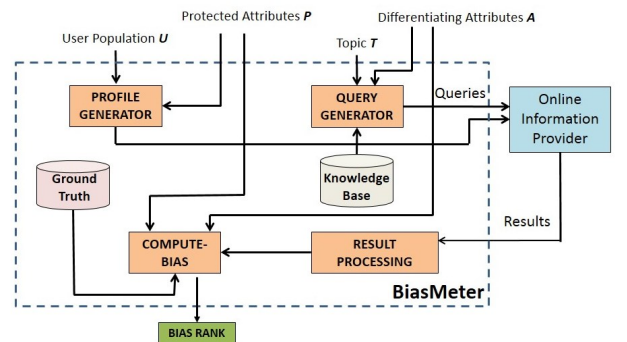 Protected Attributes P
Differentiating Attributes A
User Population U
Topic T
PROFILE
GENERATOR
QUERY
GENERATOR
Queries
Online
Information
Provider
Ground
Truth
Knowledge
Base
Results
COMPUTE-
BIAS
RESULT
PROCESSING
BiasMeter
BIAS RANK